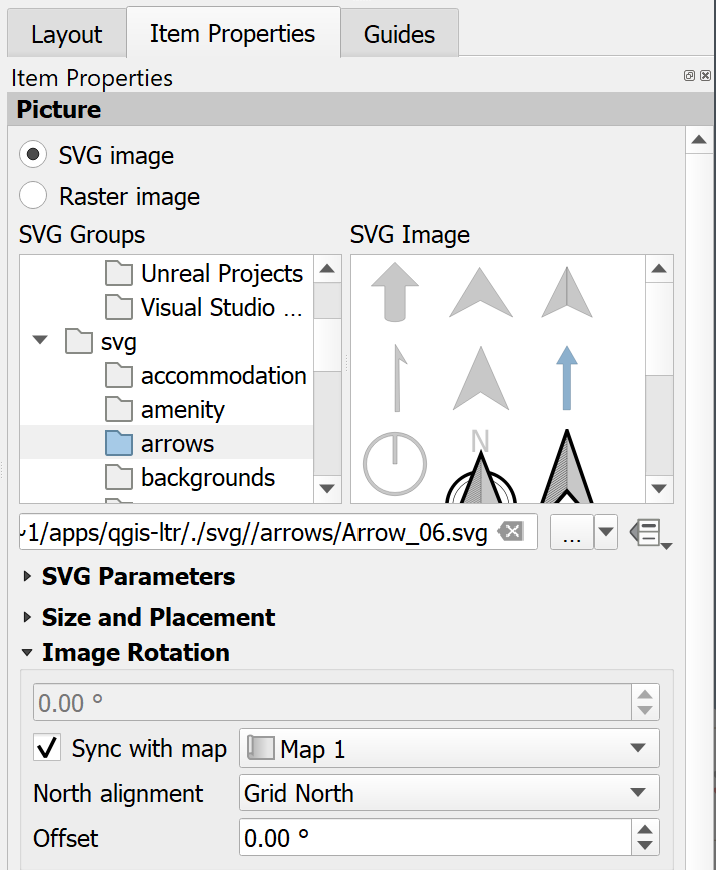 Layout
Item Properties
Guides
Item Properties
Picture
SVG image
Raster image
SVG Groups
SVG Image
Unreal Projects
Visual Studio ...
svg
accommodation
amenity
arrows
backgrounds
N
1/apps/qgis-ltr/./svg//arrows/Arrow_06.svg
...
SVG Parameters
Size and Placement
Image Rotation
0.00 °
Sync with map
Map 1
North alignment
Grid North
Offset
0.00 °